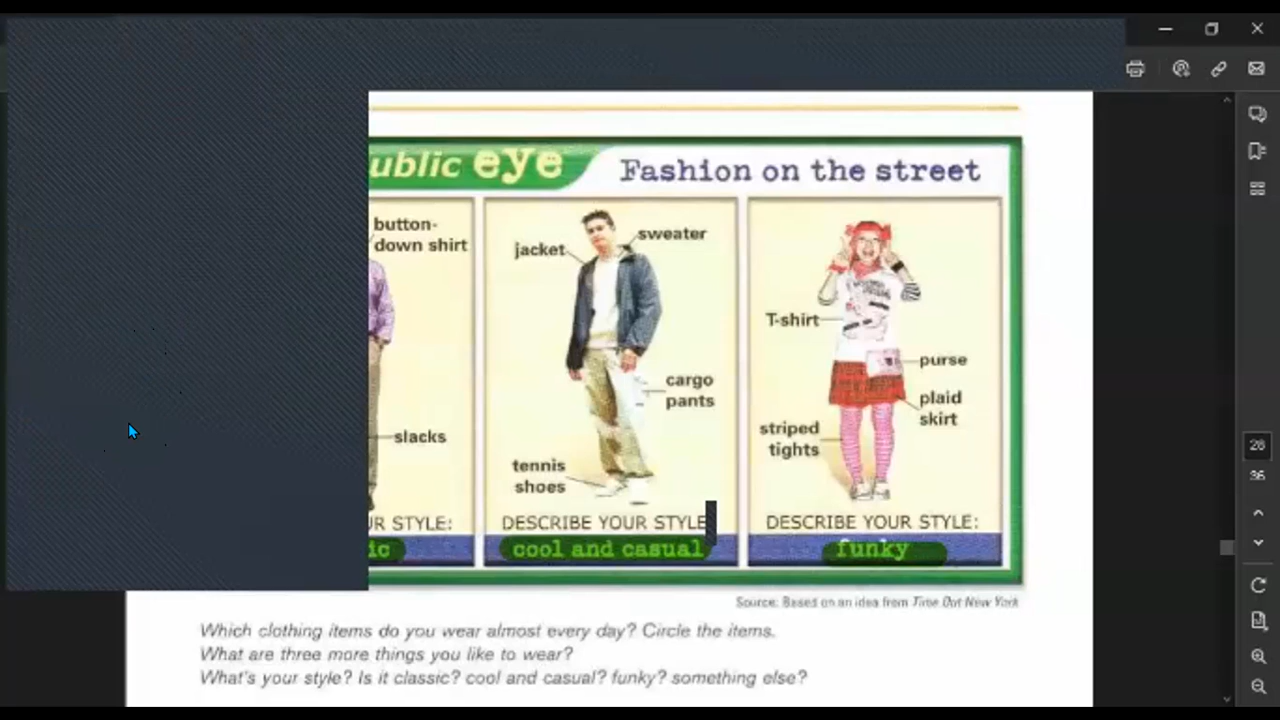 ublic eye
Fashion on the street
button-
down shirt
slacks
UR STYLE:
ic
jacket
sweater
cargo
pants
tennis
shoes
DESCRIBE YOUR STYLE
cool and casual
T-shirt
purse
plaid
skirt
striped
tights
DESCRIBE YOUR STYLE:
funky
Source: Based on an idea from Time Out New York
Which clothing items do you wear almost every day? Circle the items.
What are three more things you like to wear?
What's your style? Is it classic? cool and casual? funky? something else?
28
36